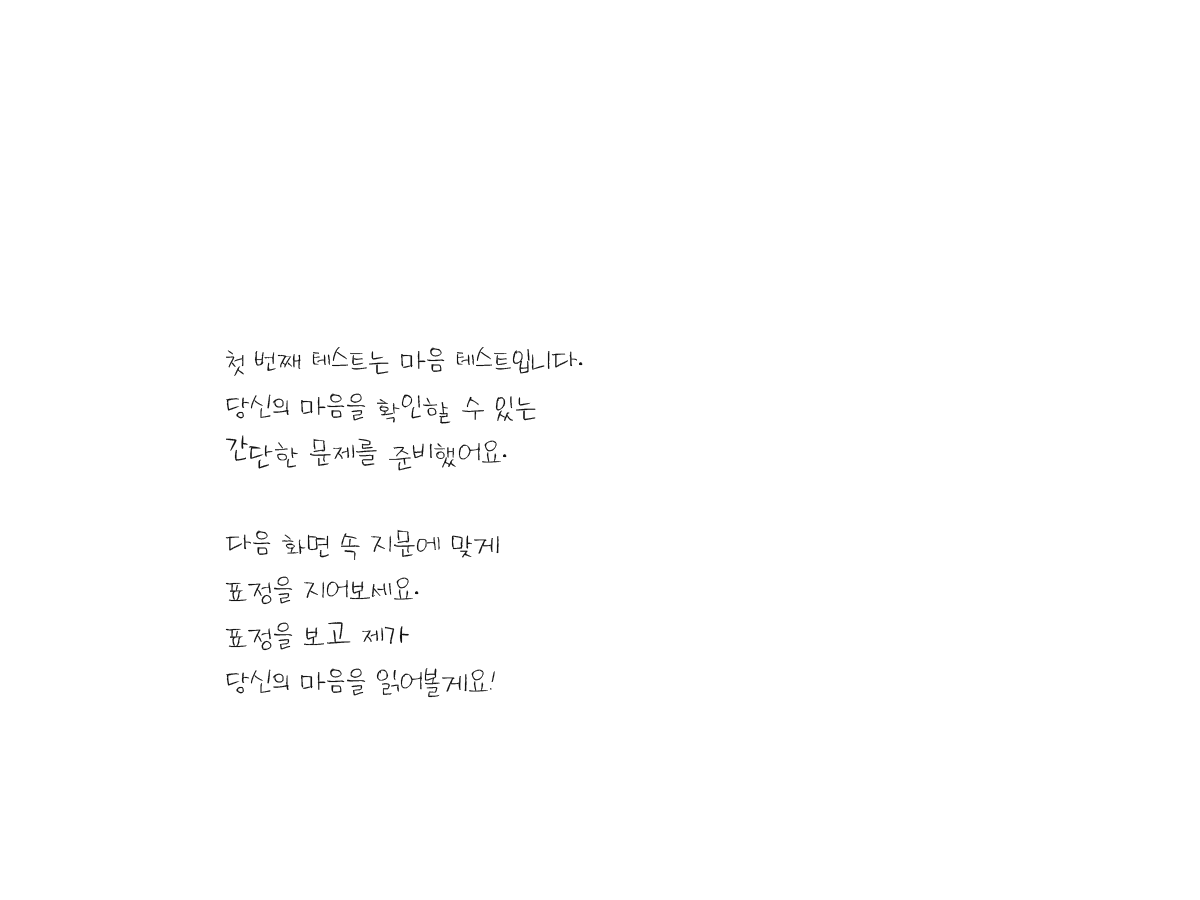 첫 번째 테스트는 마음 테스트입니다.
당신의 마음을 확인할 수 있는
간단한 문제를 준비했어요.
다음 화면 속 지문에 맞게
표정을 지어보세요.
표정을 보고 제가
당신의 마음을 읽어볼게요!